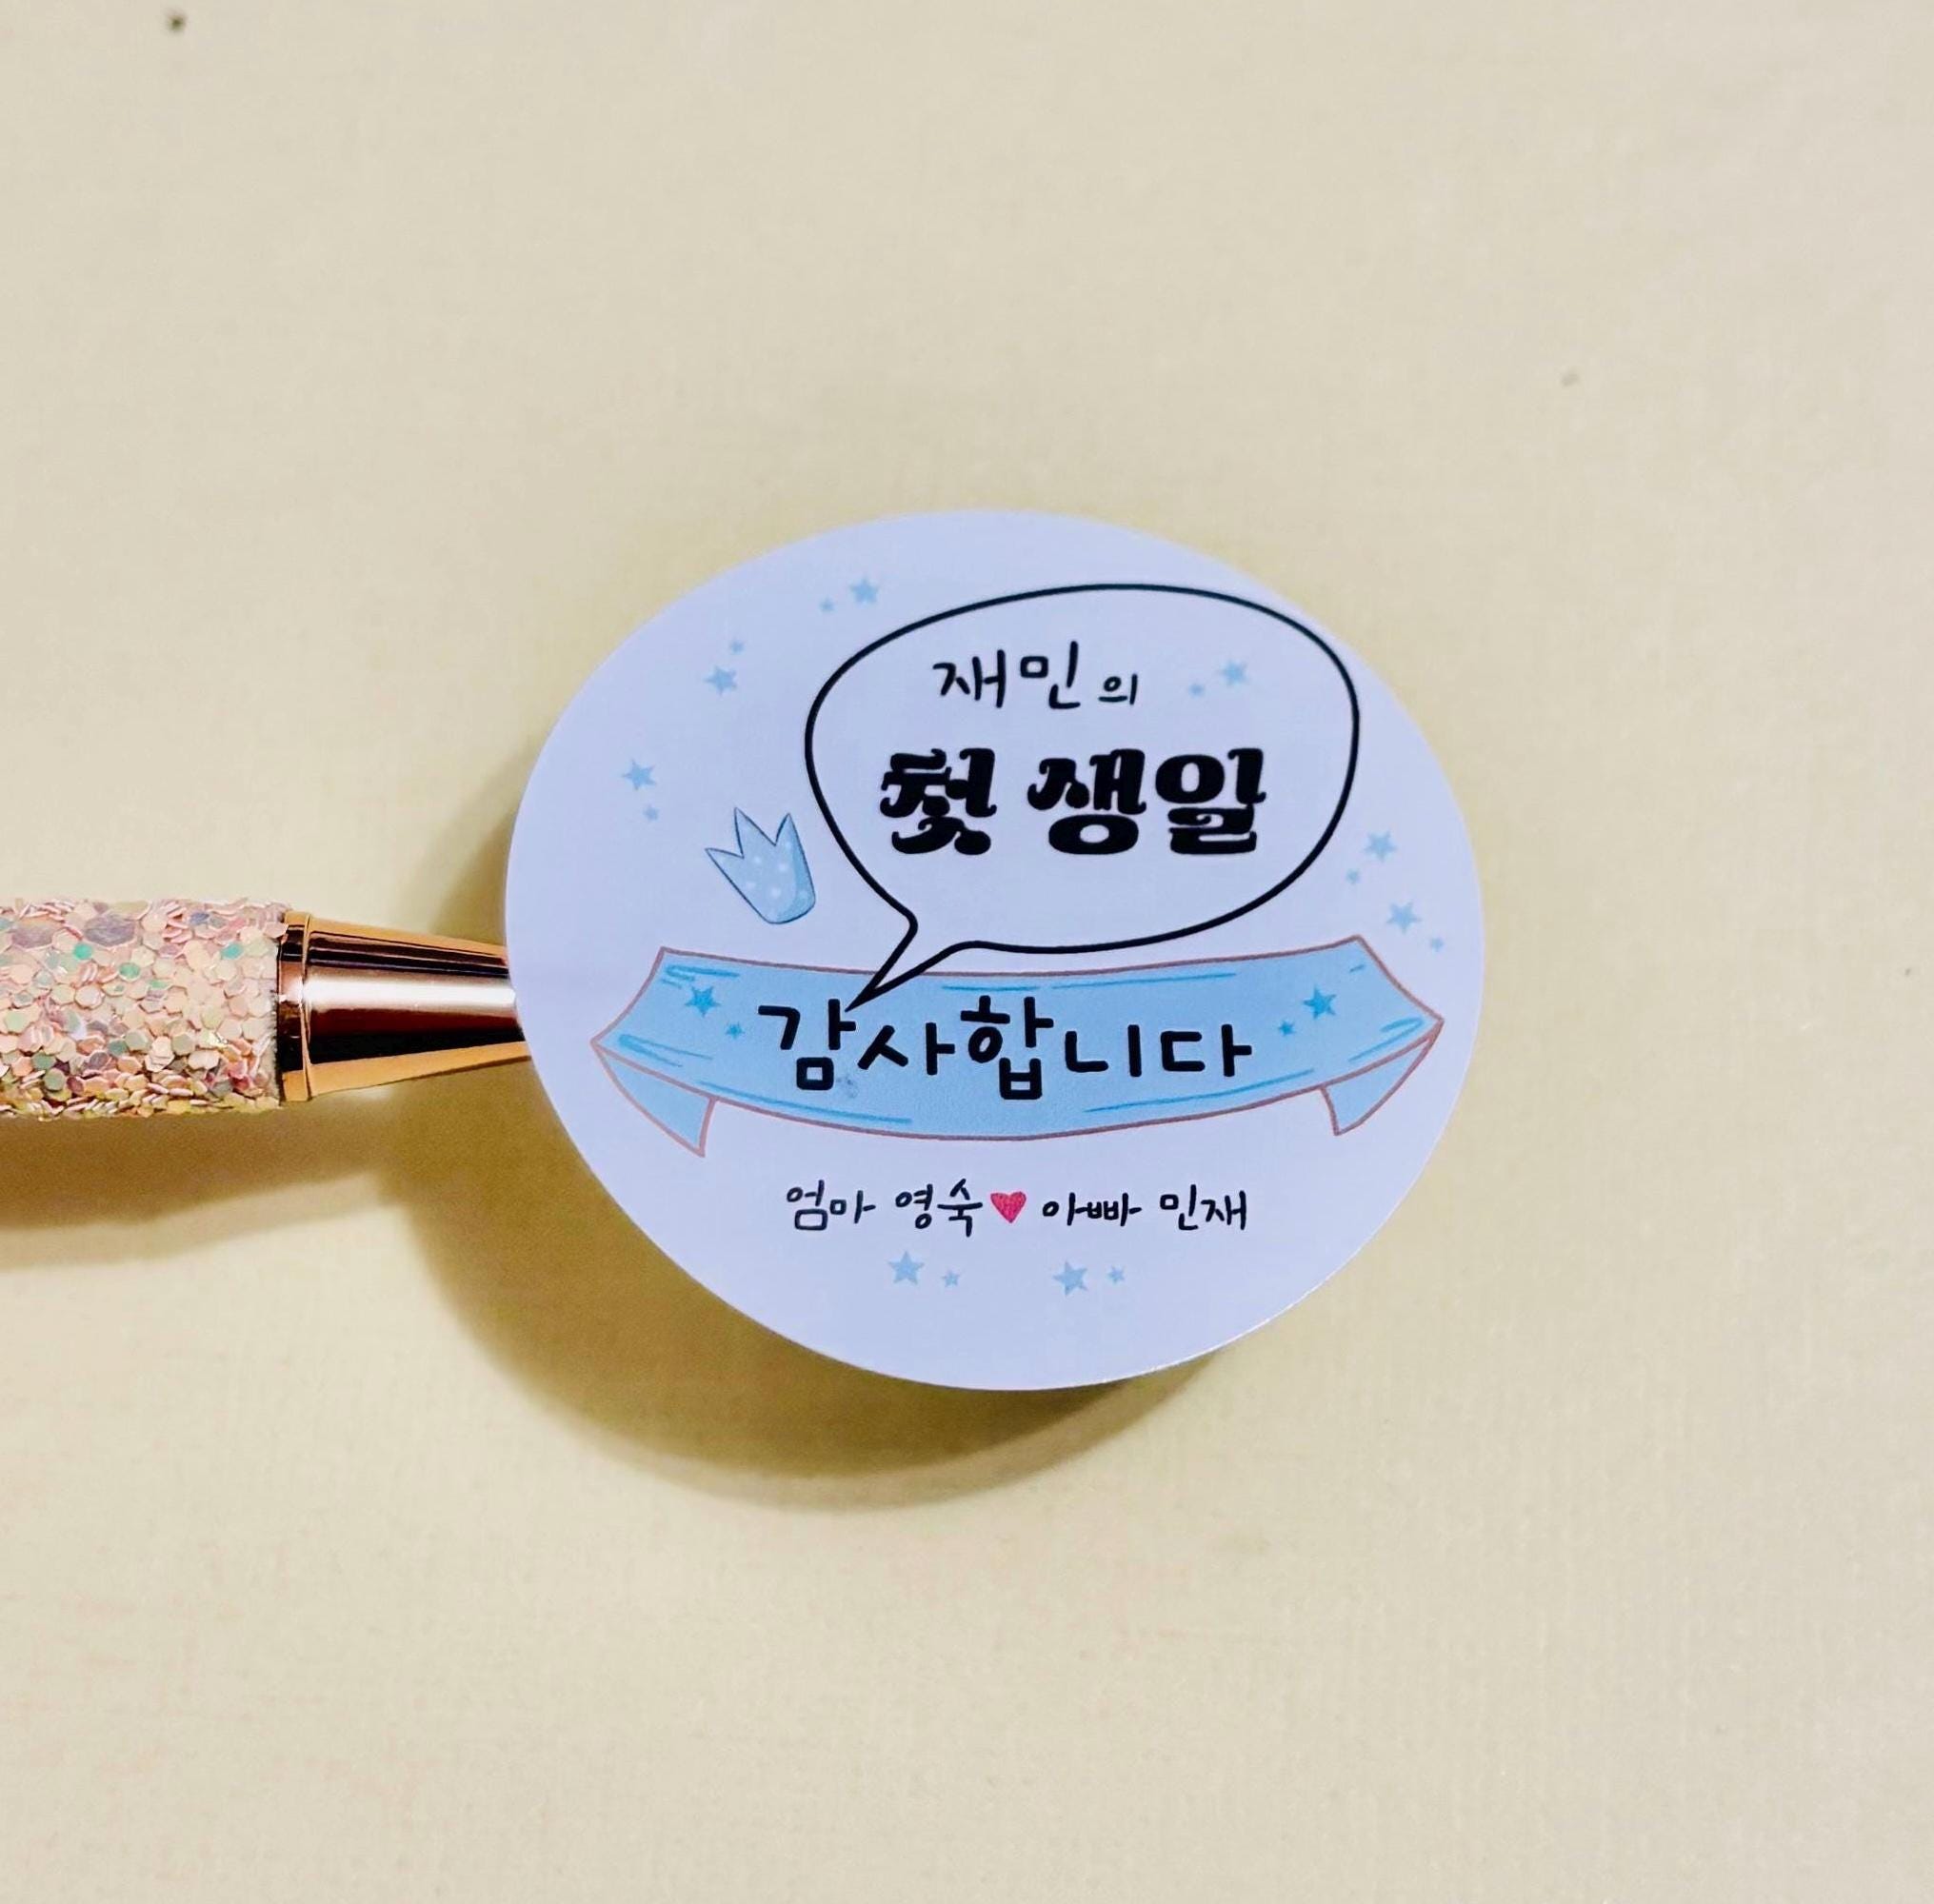 재민의
첫 생일
감사합니다
엄마 영숙♥아빠 민재